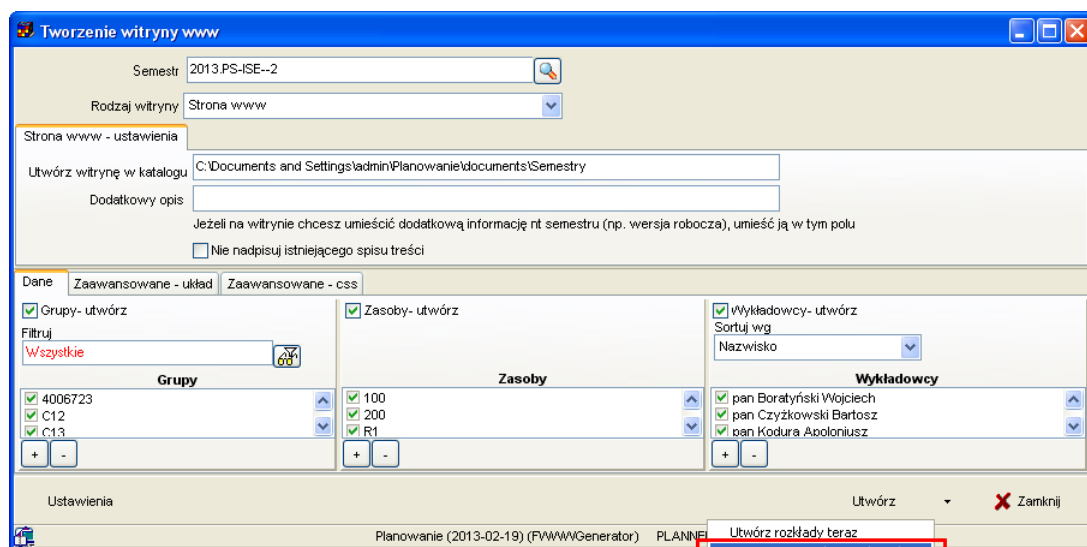 Tworzenie witryny www
Semestr 2013.PS-ISE--2
Rodzaj witryny Strona www
Strona www - ustawienia
Utwórz witrynę w katalogu C:\Documents and Settings\admin\Planowanie\documents\Semestry
Dodatkowy opis
Jeżeli na witrynie chcesz umieścić dodatkową informację nt semestru (np. wersja robocza), umieść ją w tym polu
Nie nadpisuj istniejącego spisu treści
Dane Zaawansowane - układ Zaawansowane - css
Grupy- utwórz Zasoby- utwórz Wykładowcy- utwórz
Filtruj Sortuj wg
Wszystkie Nazwisko
Grupy Zasoby Wykładowcy
4006723 100 pan Boratyński Wojciech
C12 200 pan Czyżkowski Bartosz
C13 R1 pan Kodura Apoloniusz
+ - + - + -
Ustawienia Utwórz Zamknij
Planowanie (2013-02-19) (FWWWGenerator) Utwórz rozkłady teraz